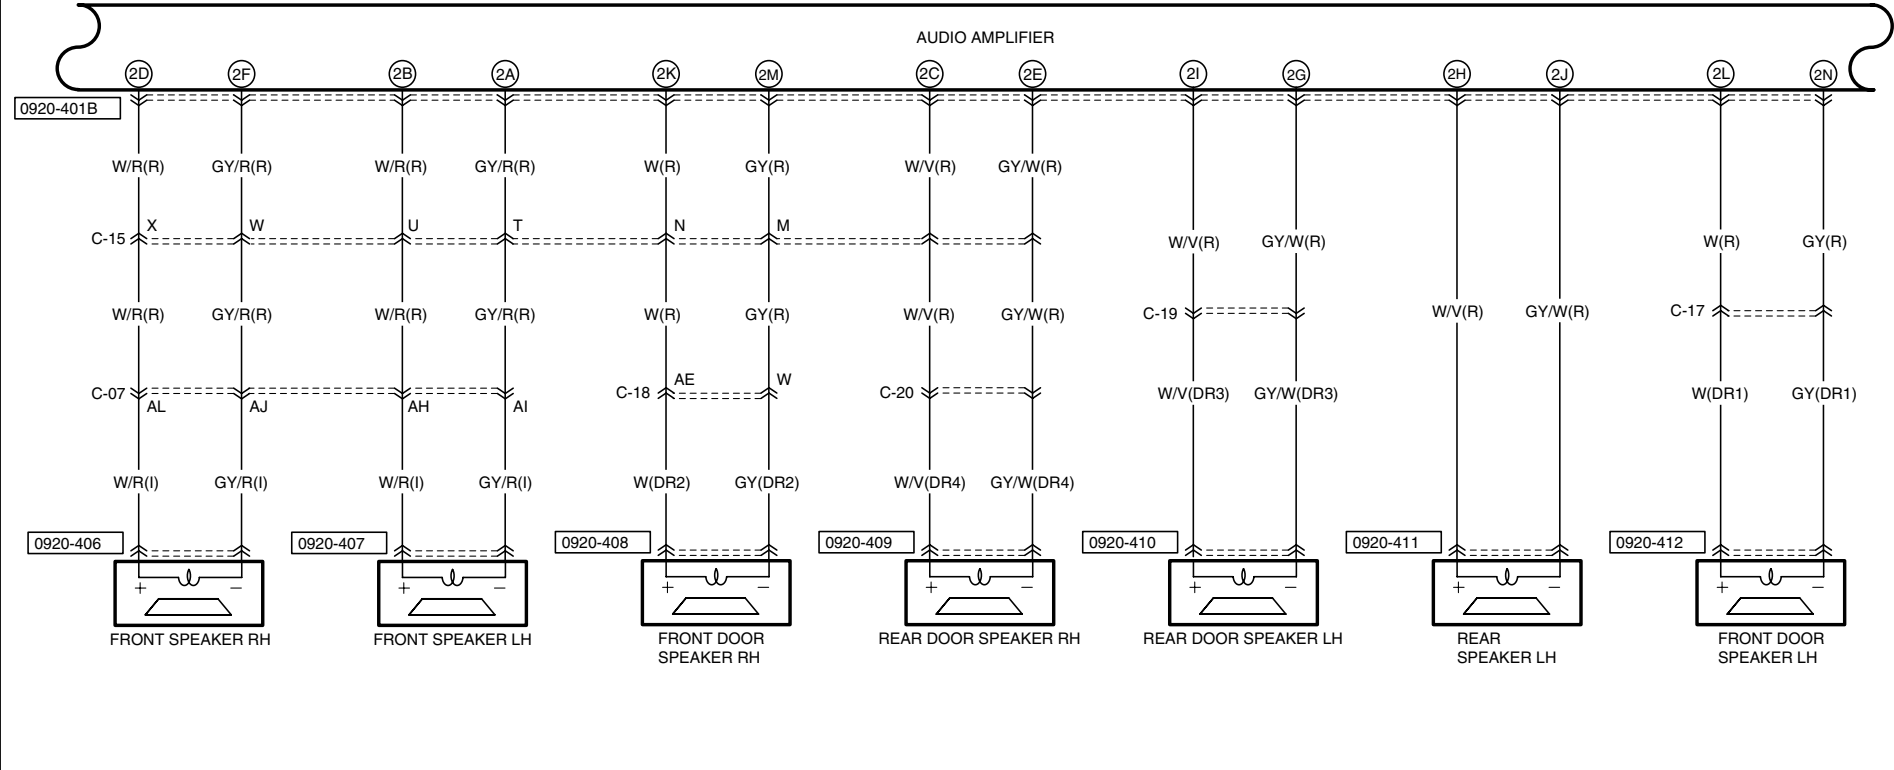 AUDIO AMPLIFIER
2D 2F 2B 2A 2K 2M 2C 2E 2I 2G 2H 2J 2L 2N
0920-401B
W/R(R) GY/R(R) W/R(R) GY/R(R) W(R) GY(R) W/V(R) GY/W(R)
X W U T N M
C-15
W/V(R) GY/W(R) W(R) GY(R)
W/R(R) GY/R(R) W/R(R) GY/R(R) W(R) GY(R) W/V(R) GY/W(R) C-19 W/V(R) GY/W(R) C-17
AE W
C-07 C-18 C-20 W/V(DR3) GY/W(DR3) W(DR1) GY(DR1)
AL AJ AH AI
W/R(I) GY/R(I) W/R(I) GY/R(I) W(DR2) GY(DR2) W/V(DR4) GY/W(DR4)
0920-406 0920-407 0920-408 0920-409 0920-410 0920-411 0920-412
+ − + − + − + − + − + − + −
FRONT SPEAKER RH FRONT SPEAKER LH FRONT DOOR REAR DOOR SPEAKER RH REAR DOOR SPEAKER LH REAR FRONT DOOR
SPEAKER RH SPEAKER LH SPEAKER LH